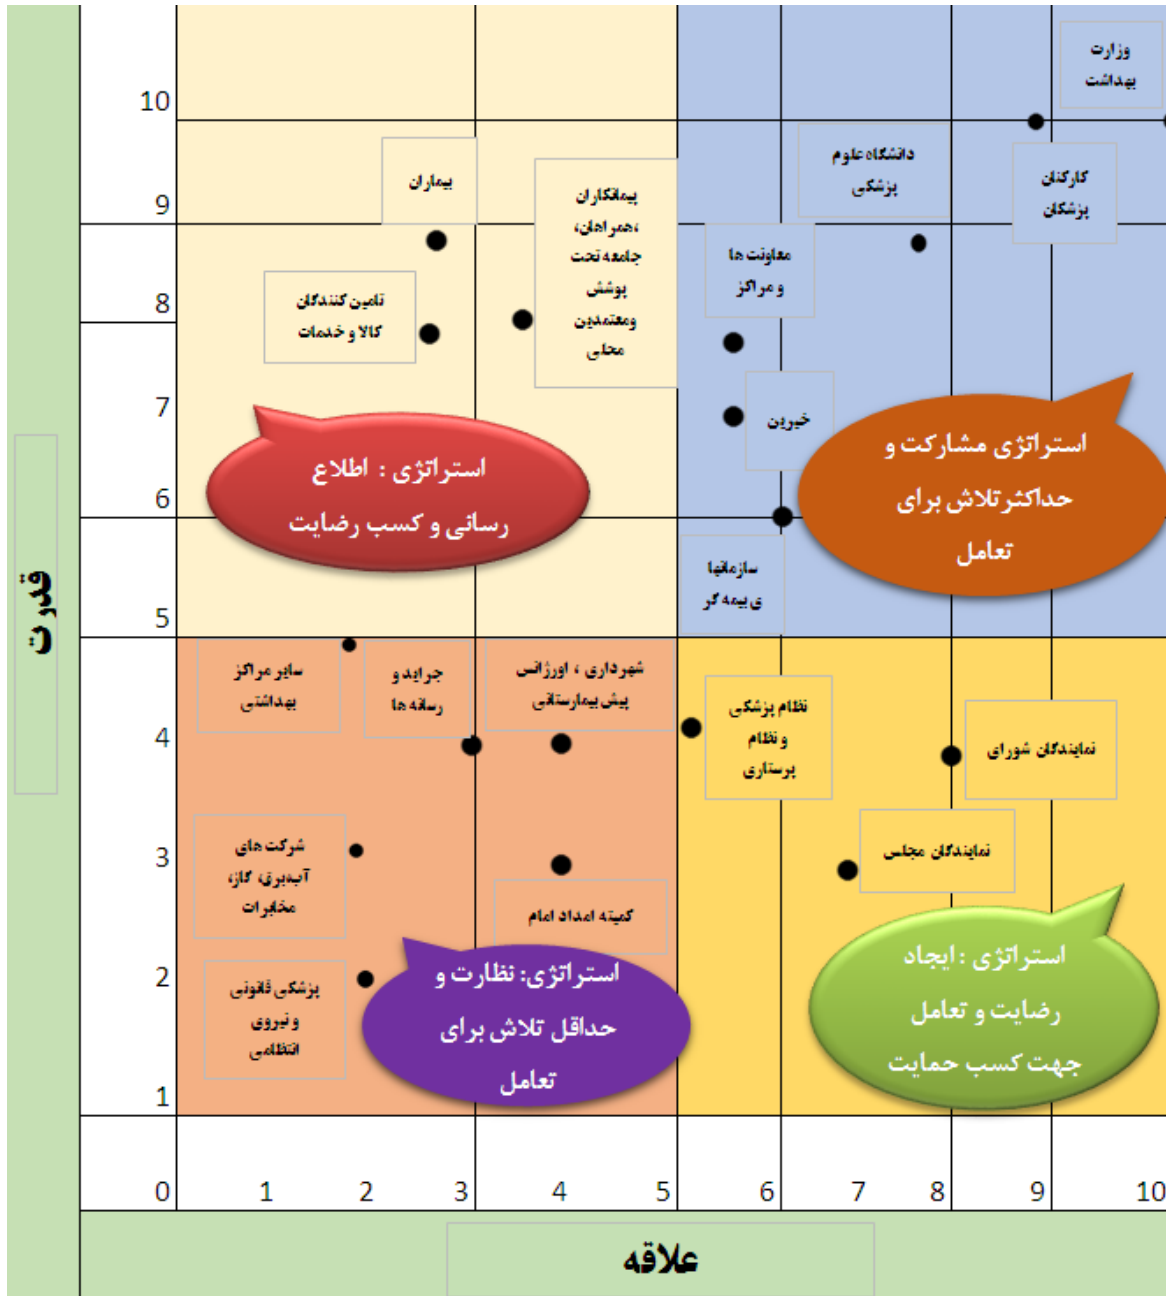 وزارت
بهداشت
10
دانشگاه علوم
پزشکی
کارکنان
پزشکان
بیماران
پیمانکاران
،همراهان،
جامعه تحت
پوشش
ومعتمدین
محلی
9
معاونت ها
و مراکز
تامین کنندگان
کالا و خدمات
8
7
خیرین
استراتژی مشارکت و
حداکثر تلاش برای
تعامل
استراتژی : اطلاع
رسانی و کسب رضایت
6
سازمانها
ی بیمه گر
قدرت
5
سایر مراکز
بهداشتی
جراید و
رسانه ها
شهرداری ، اورژانس
پیش بیمارستانی
نظام پزشکی
و نظام
پرستاری
نمایندگان شورای
4
شرکت های
آب،برق، گاز،
مخابرات
3
نمایندگان مجلس
کمیته امداد امام
استراتژی : ایجاد
رضایت و تعامل
جهت کسب حمایت
استراتژی: نظارت و
حداقل تلاش برای
تعامل
2
پزشکی قانونی
و نیروی
انتظامی
1
0 1 2 3 4 5 6 7 8 9 10
علاقه